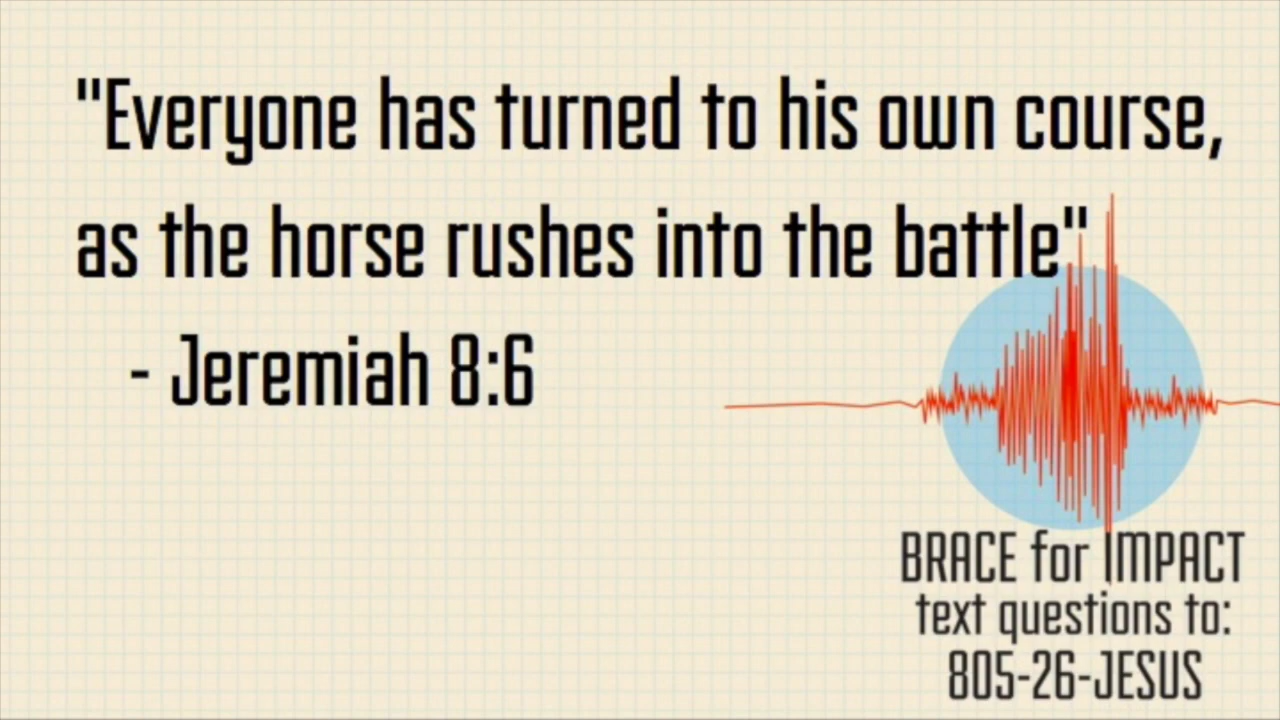 "Everyone has turned to his own course,
as the horse rushes into the battle"
- Jeremiah 8:6
BRACE for IMPACT
text questions to:
805-26-JESUS